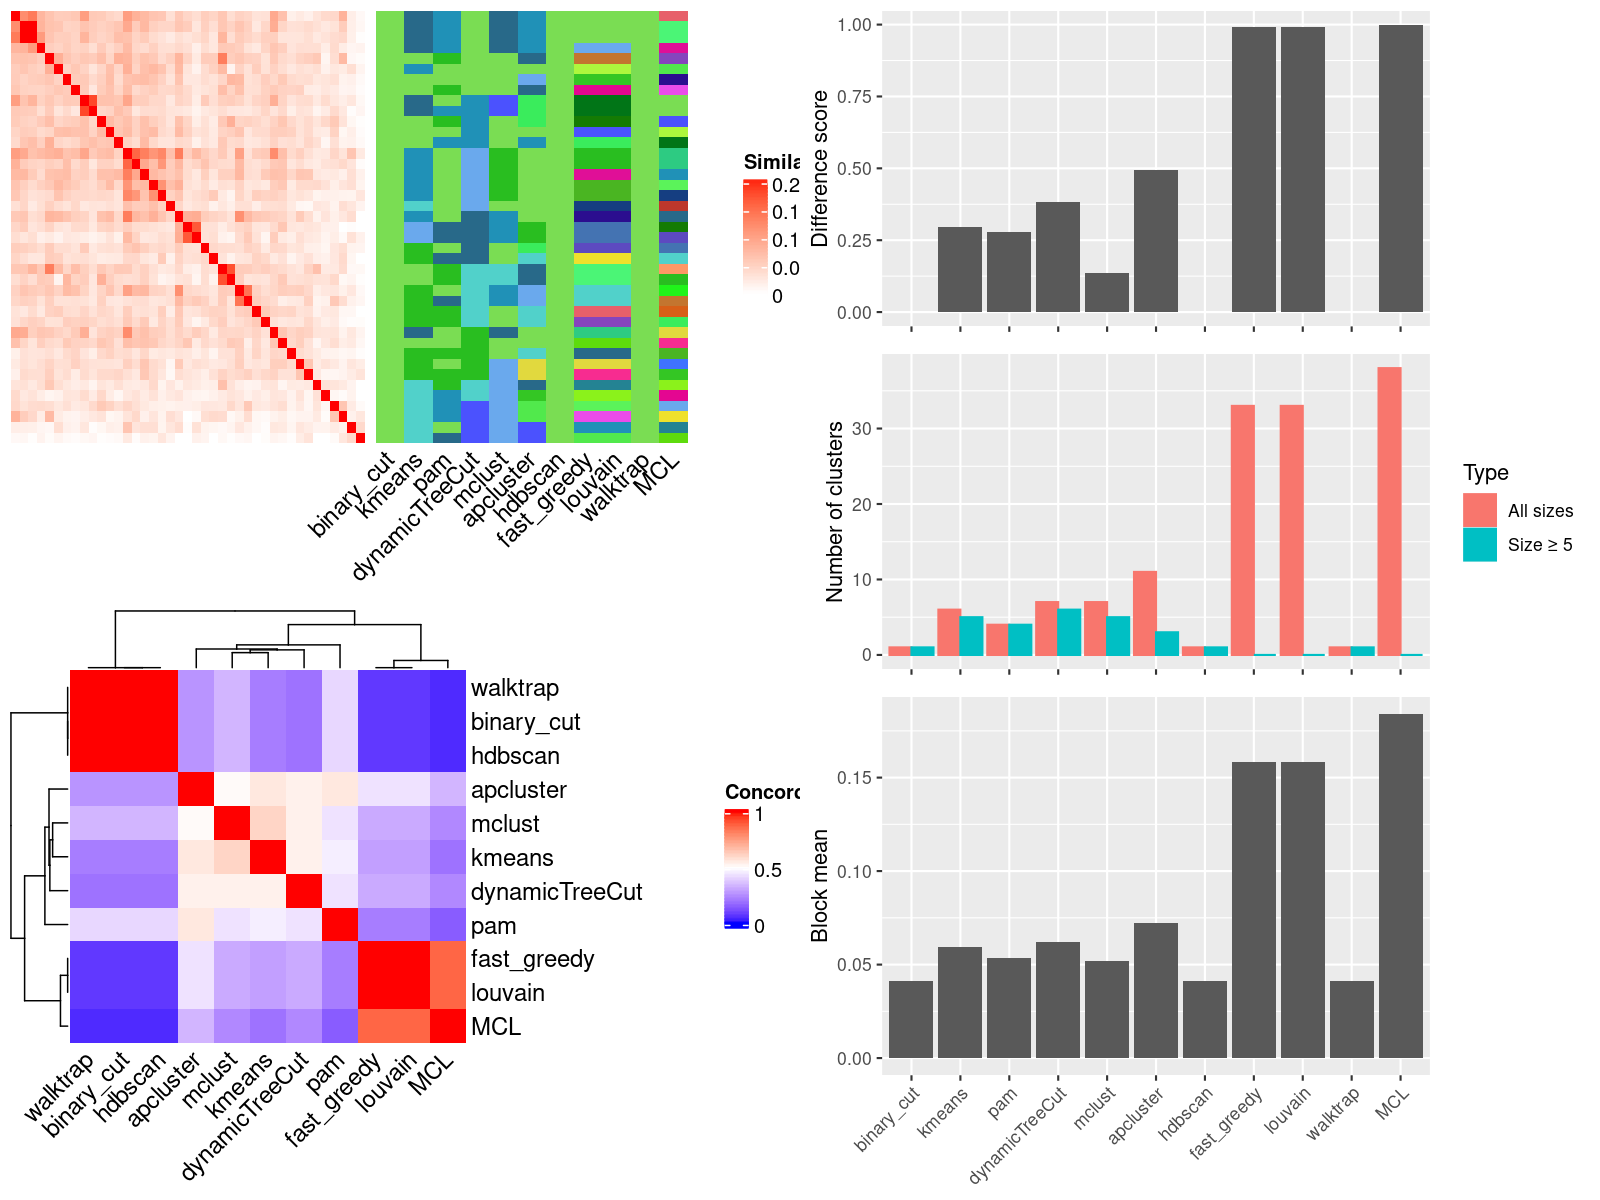 binary_cut
kmeans
pam
dynamicTreeCut
mclust
apcluster
hdbscan
fast_greedy
louvain
walktrap
MCL
Simila
0.2
0.1
0.1
0.0
0
Difference score
1.00
0.75
0.50
0.25
0.00
Number of clusters
30
20
10
0
Type
All sizes
Size ≥ 5
walktrap
binary_cut
hdbscan
apcluster
mclust
kmeans
dynamicTreeCut
pam
fast_greedy
louvain
MCL
walktrap
binary_cut
hdbscan
apcluster
mclust
kmeans
dynamicTreeCut
pam
fast_greedy
louvain
MCL
Concord
1
0.5
0
Block mean
0.15
0.10
0.05
0.00
binary_cut
kmeans
pam
dynamicTreeCut
mclust
apcluster
hdbscan
fast_greedy
louvain
walktrap
MCL